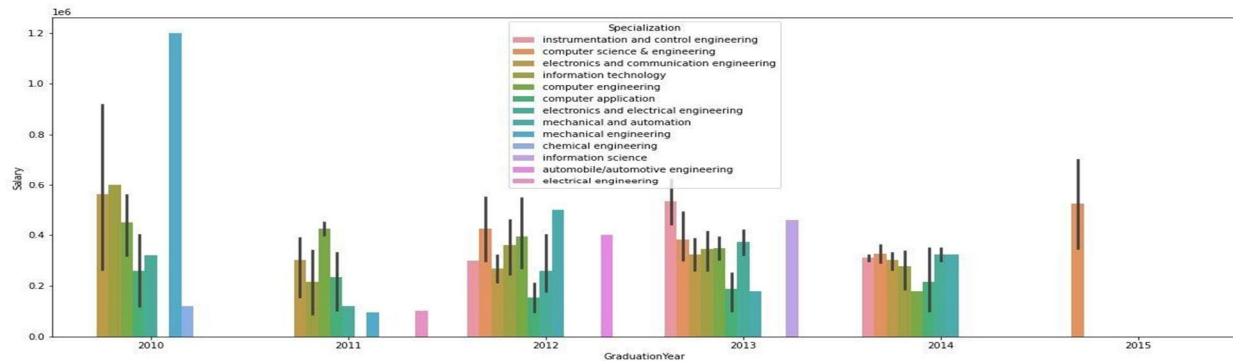 1e6
Specialization
instrumentation and control engineering
computer science & engineering
electronics and communication engineering
information technology
computer engineering
computer application
electronics and electrical engineering
mechanical and automation
mechanical engineering
chemical engineering
information science
automobile/automotive engineering
electrical engineering
1.2
1.0
0.8
0.6
0.4
0.2
0.0
Salary
2010 2011 2012 2013 2014 2015
GraduationYear